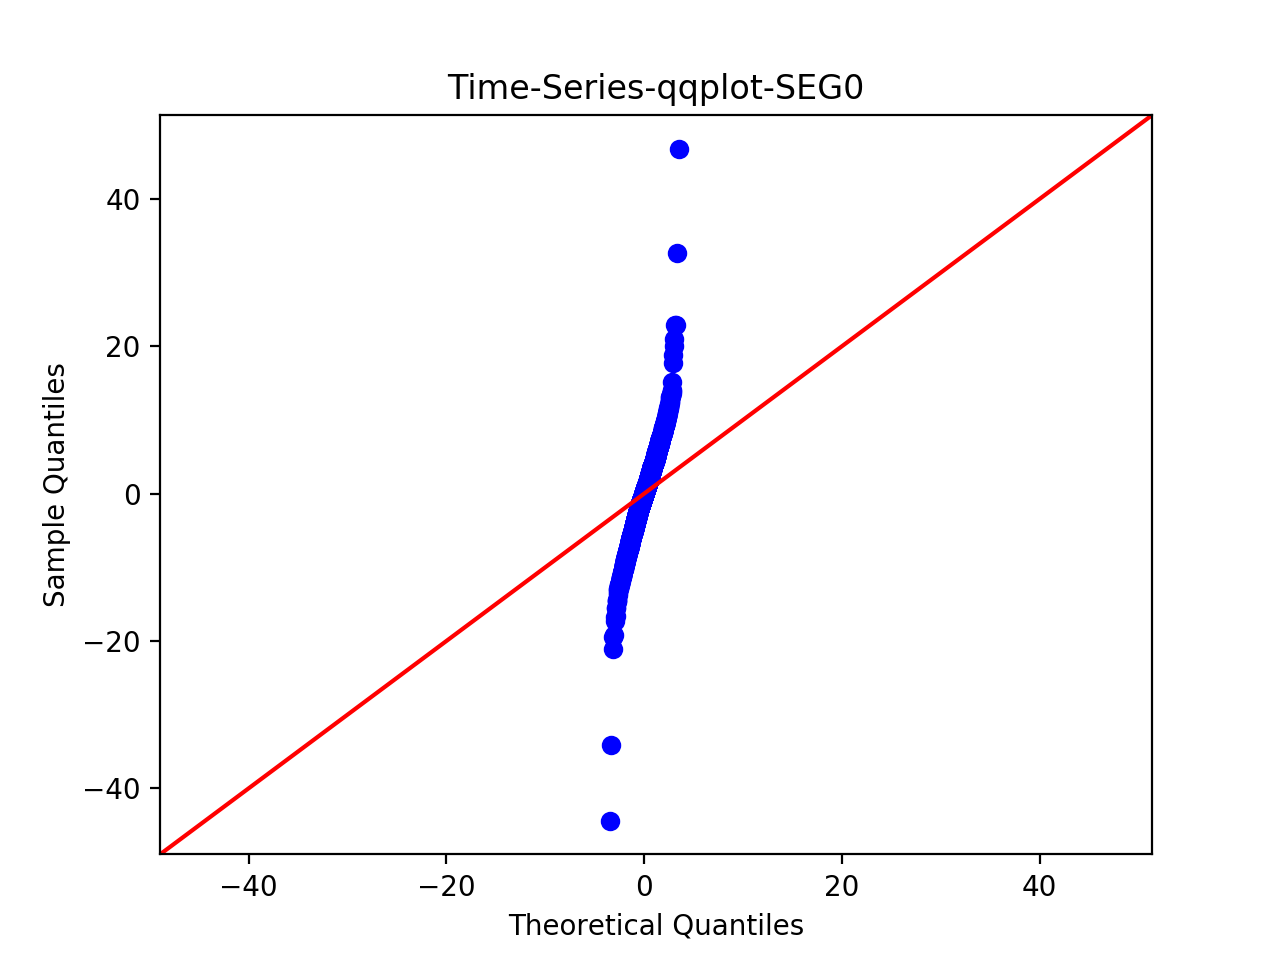 Time-Series-qqplot-SEG0
40
20
0
−20
−40
Sample Quantiles
−40 −20 0 20 40
Theoretical Quantiles